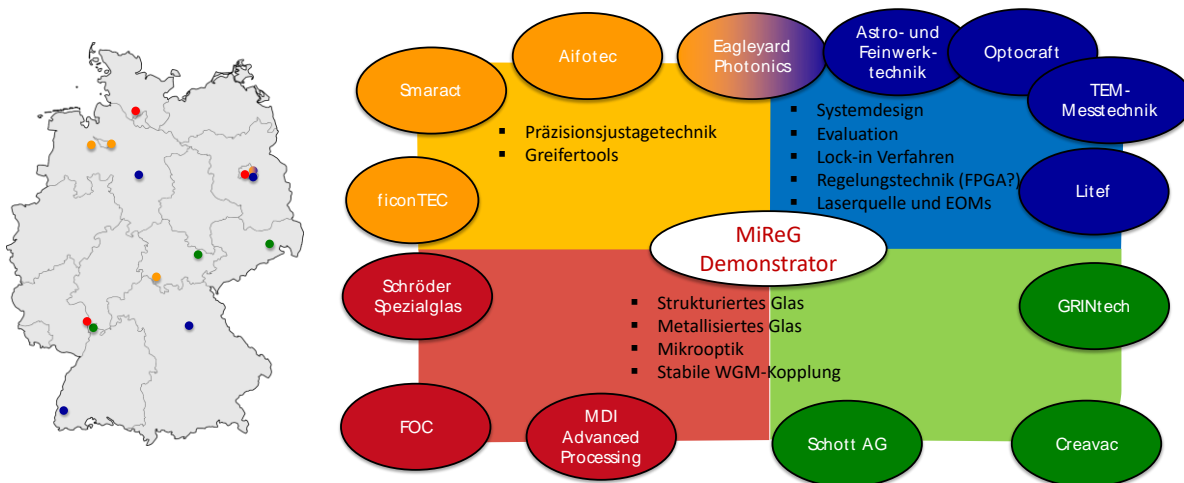 Aifotec
Eagleyard
Photonics
Astro- und
Feinwerk-
technik
Optocraft
Smaract
TEM-
Messtechnik
▪ Präzisionsjustagetechnik
▪ Greifertools
▪ Systemdesign
▪ Evaluation
▪ Lock-in Verfahren
▪ Regelungstechnik (FPGA?)
▪ Laserquelle und EOMs
ficonTEC
Litef
MiReG
Demonstrator
Schröder
Spezialglas
▪ Strukturiertes Glas
▪ Metallisiertes Glas
▪ Mikrooptik
▪ Stabile WGM-Kopplung
GRINtech
FOC
MDI
Advanced
Processing
Schott AG
Creavac